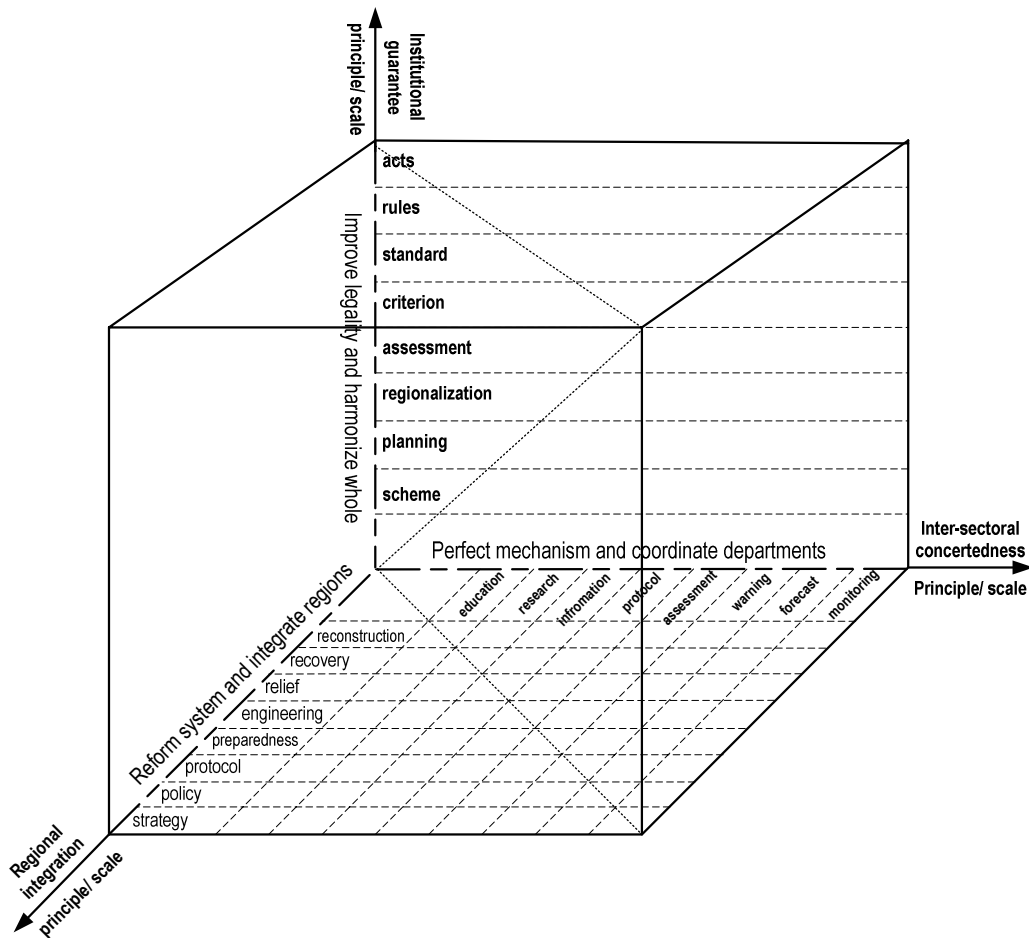 Institutional
guarantee
principle/ scale
acts
rules
standard
criterion
assessment
regionalization
planning
scheme
Improve legality and harmonize whole
Perfect mechanism and coordinate departments
Inter-sectoral
concertedness
Principle/ scale
education
research
infromation
protocol
assessment
warning
forecast
monitoring
Reform system and integrate regions
reconstruction
recovery
relief
engineering
preparedness
protocol
policy
strategy
Regional
integration
principle/ scale